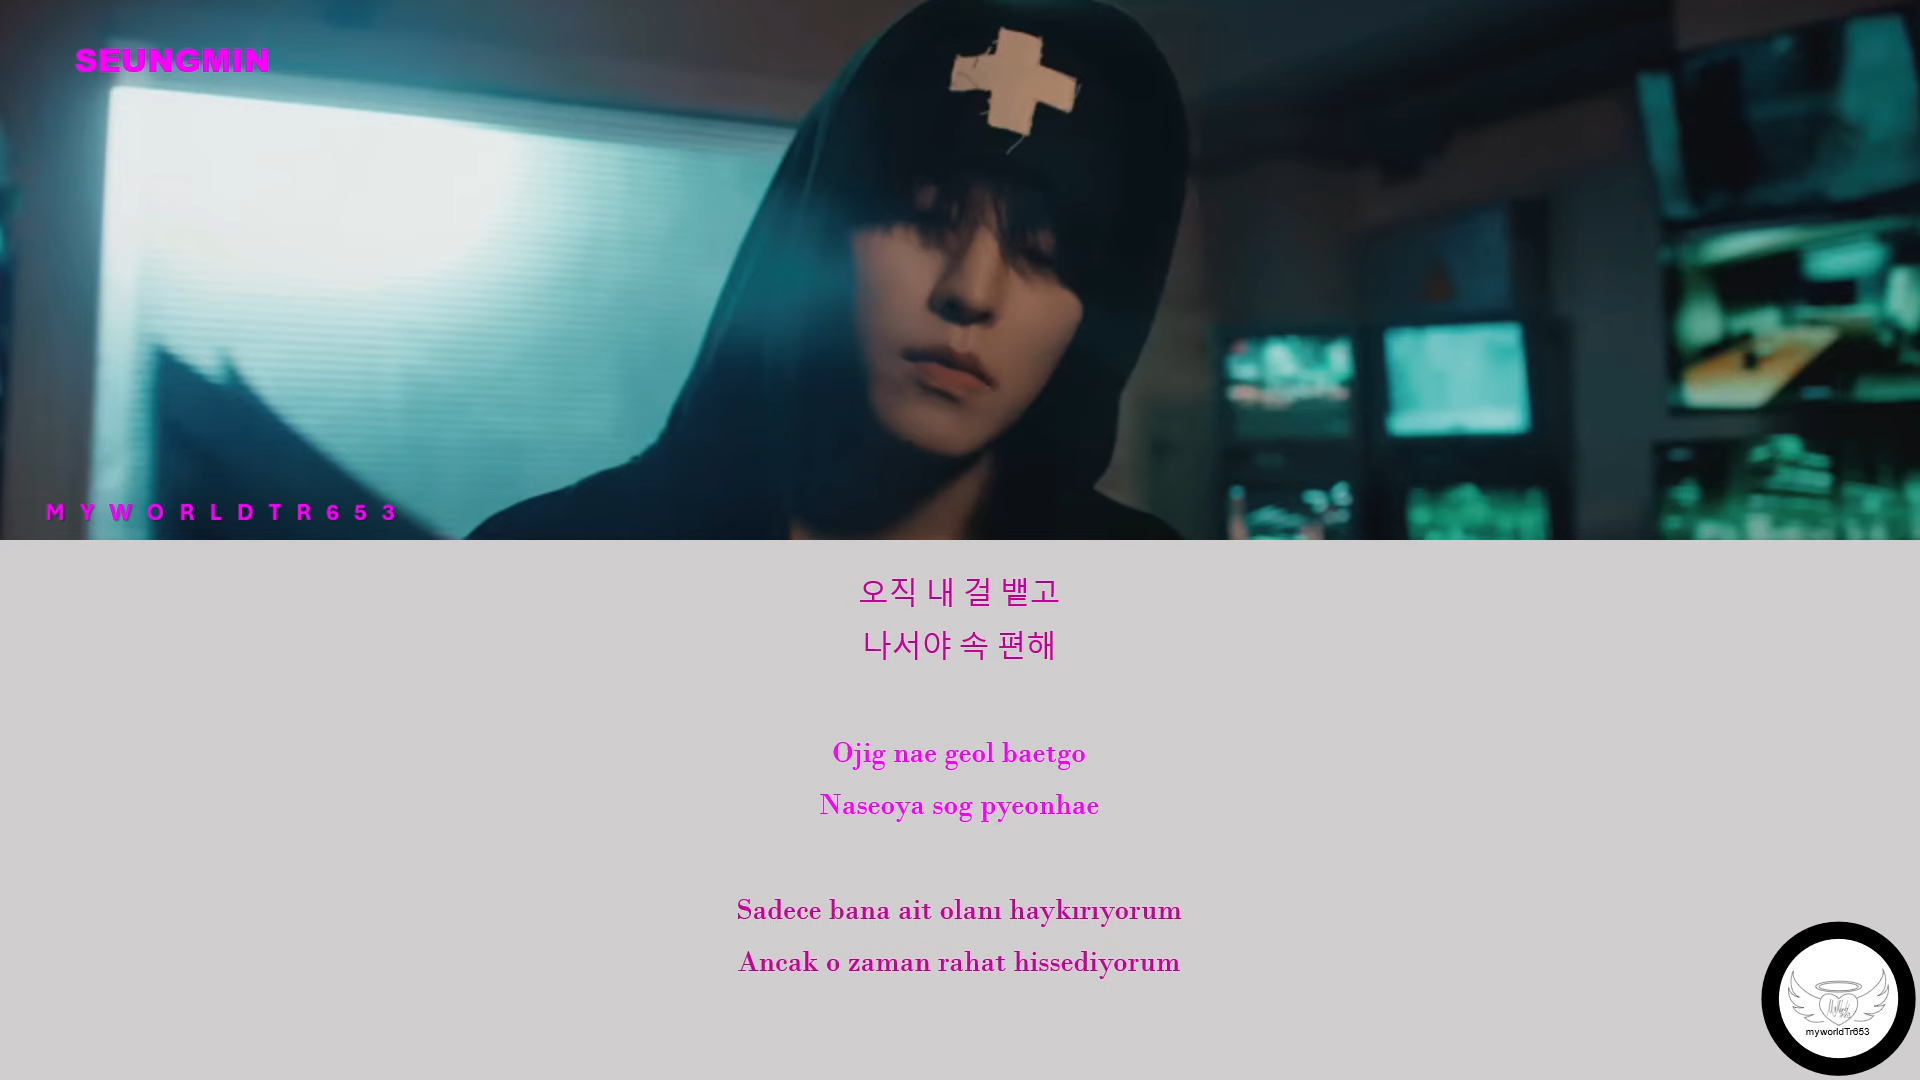 SEUNGMIN
MYWORLDTR653
오직 내 걸 뱉고
나서야 속 편해
Ojig nae geol baetgo
Naseoya sog pyeonhae
Sadece bana ait olanı haykırıyorum
Ancak o zaman rahat hissediyorum
myworldTr653